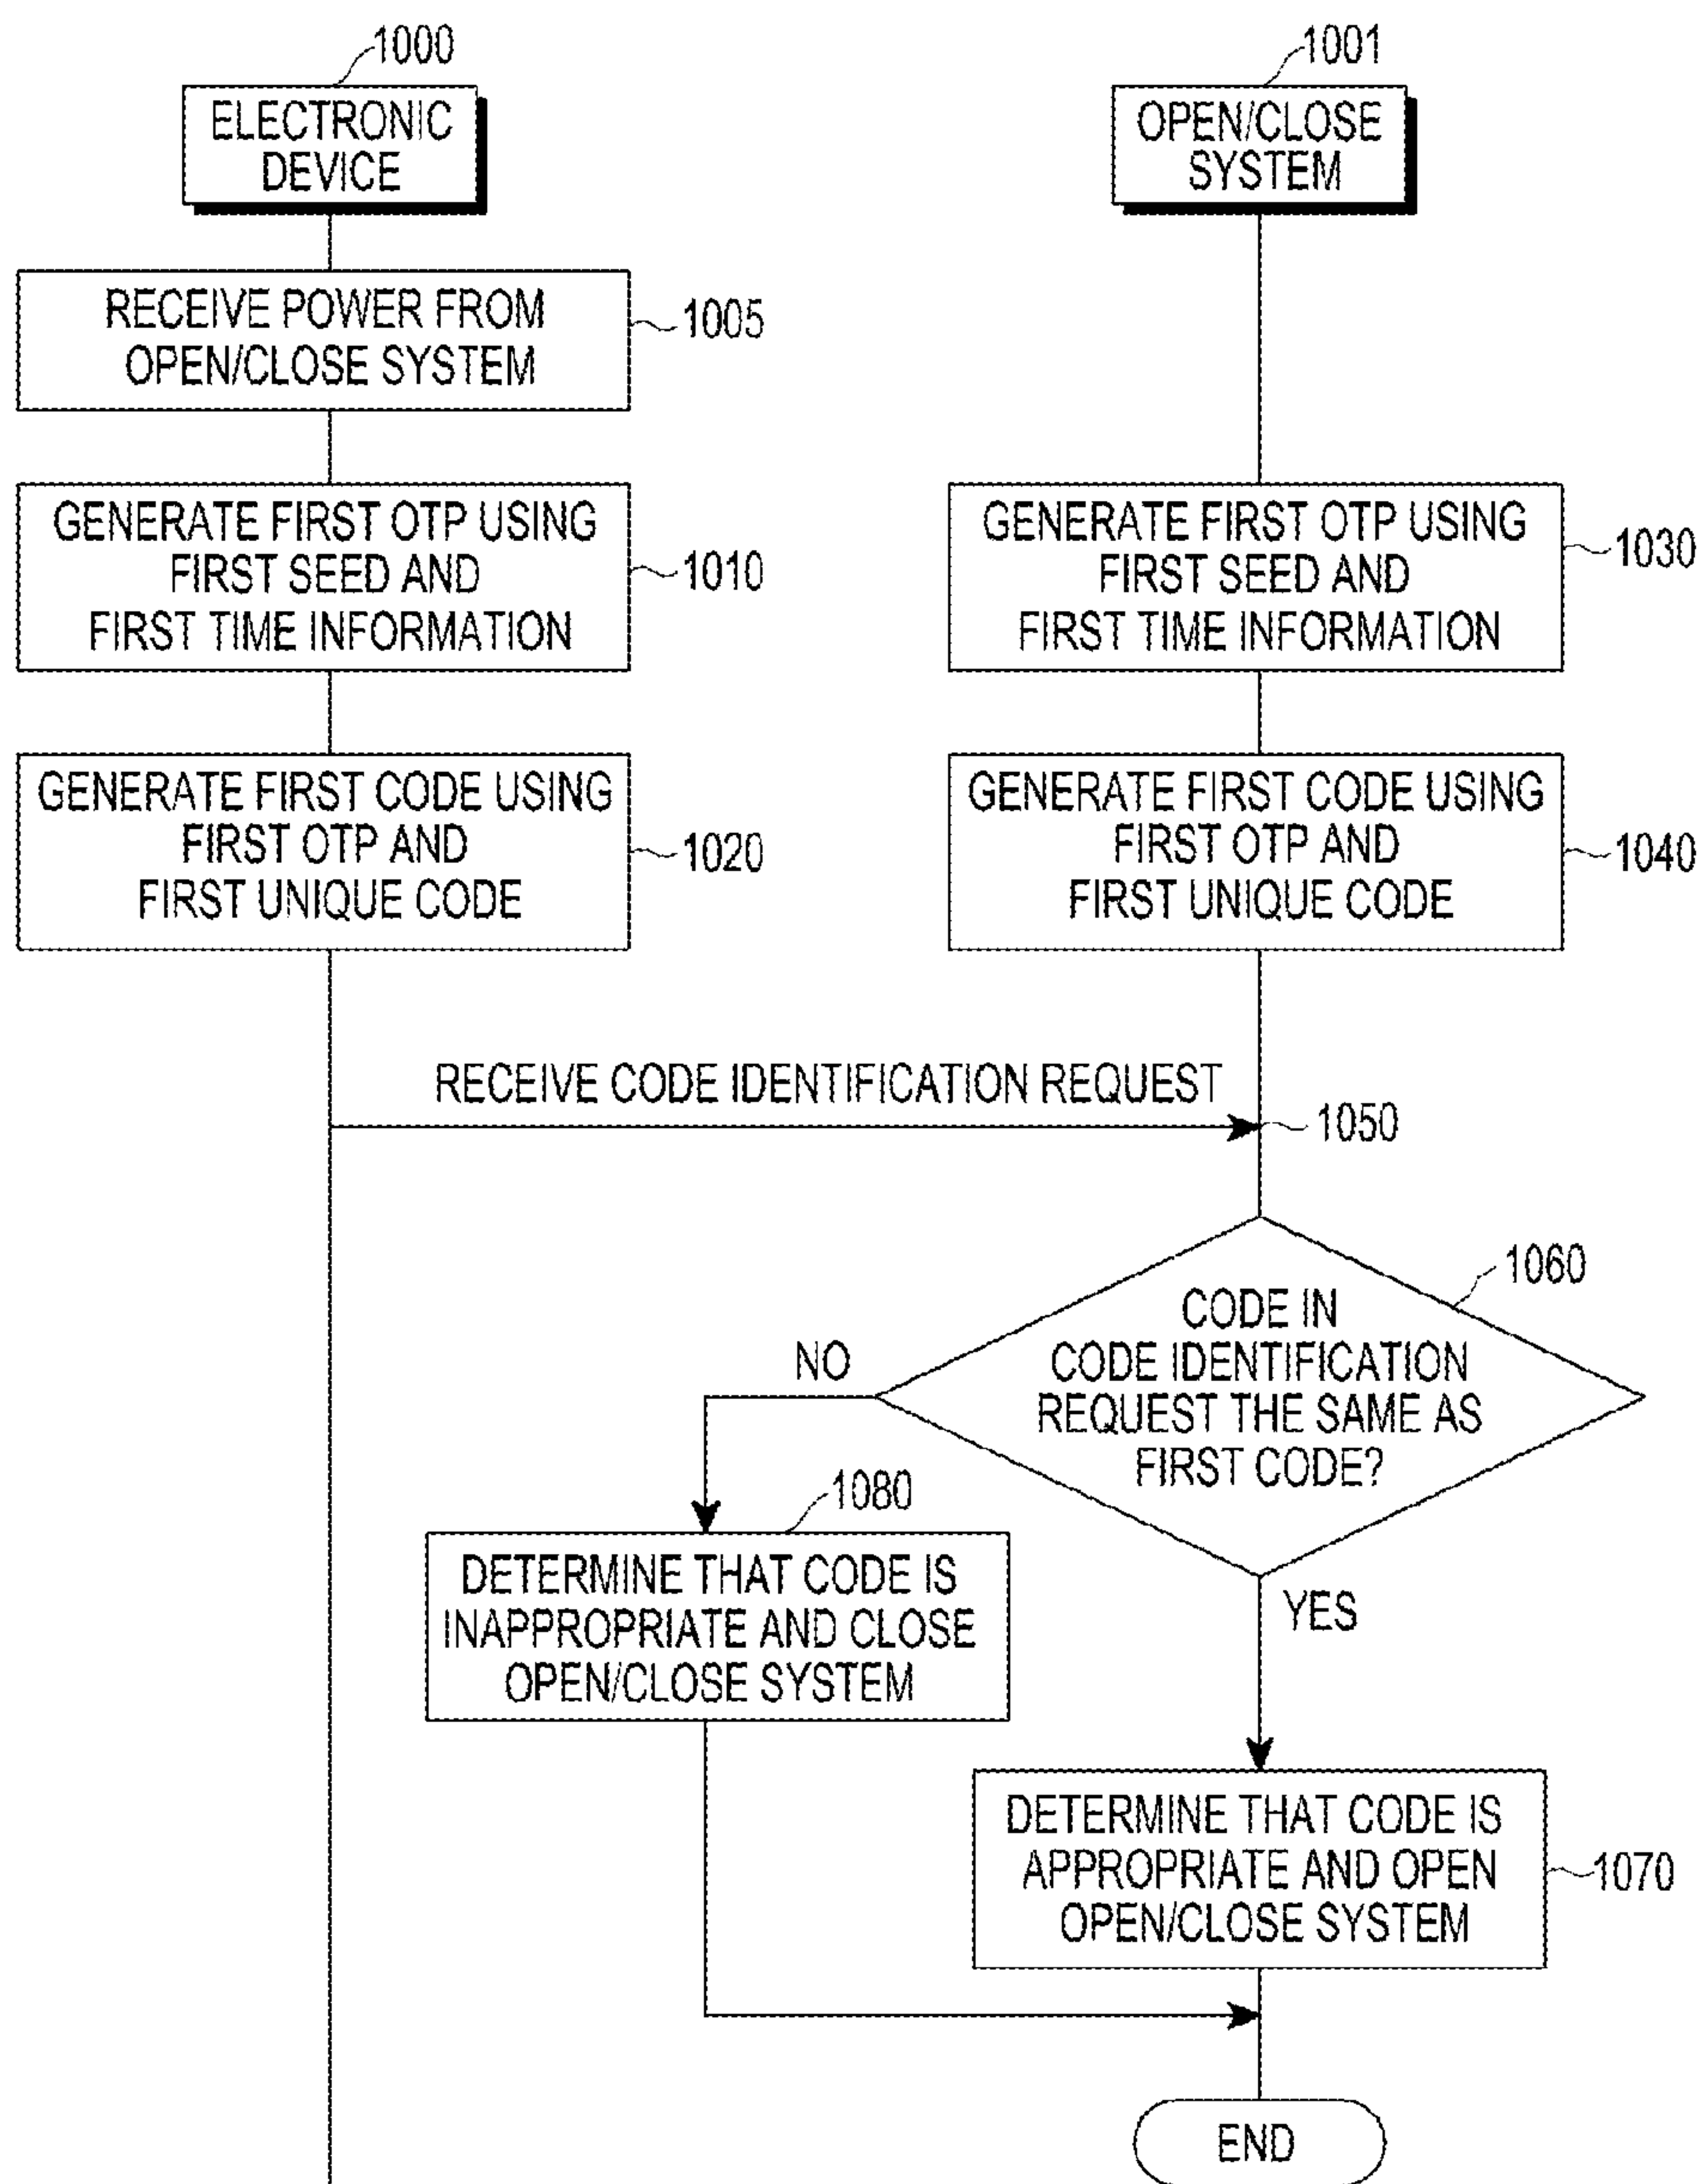 1000
ELECTRONIC
DEVICE
1001
OPEN/CLOSE
SYSTEM
RECEIVE POWER FROM
OPEN/CLOSE SYSTEM
1005
GENERATE FIRST OTP USING
FIRST SEED AND
FIRST TIME INFORMATION
1010
GENERATE FIRST OTP USING
FIRST SEED AND
FIRST TIME INFORMATION
1030
GENERATE FIRST CODE USING
FIRST OTP AND
FIRST UNIQUE CODE
1020
GENERATE FIRST CODE USING
FIRST OTP AND
FIRST UNIQUE CODE
1040
RECEIVE CODE IDENTIFICATION REQUEST
1050
1060
CODE IN
CODE IDENTIFICATION
REQUEST THE SAME AS
FIRST CODE?
NO
1080
DETERMINE THAT CODE IS
INAPPROPRIATE AND CLOSE
OPEN/CLOSE SYSTEM
YES
DETERMINE THAT CODE IS
APPROPRIATE AND OPEN
OPEN/CLOSE SYSTEM
1070
END